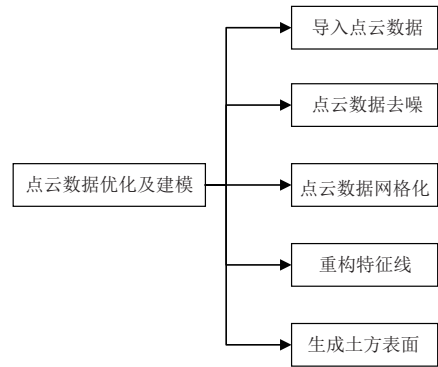 导入点云数据
点云数据去噪
点云数据优化及建模
点云数据网格化
重构特征线
生成土方表面